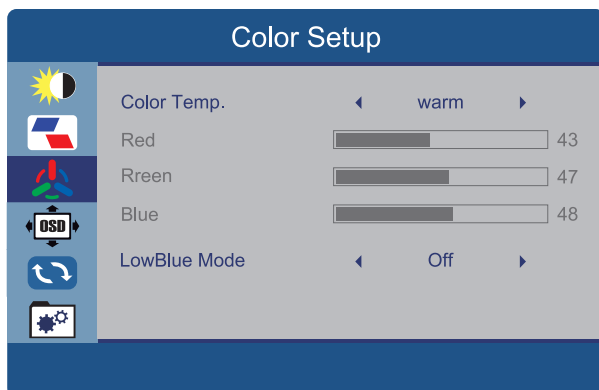 Color Setup
Color Temp. warm
Red 43
Rreen 47
Blue 48
OSD
LowBlue Mode Off